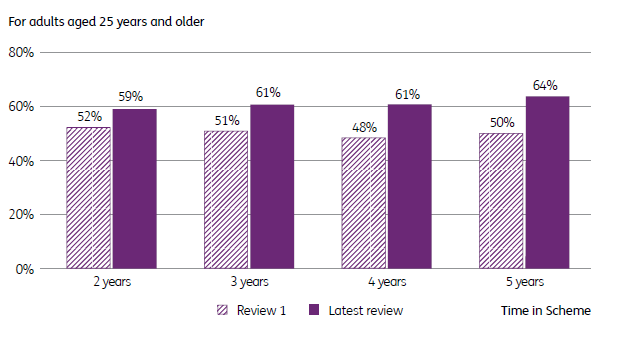 For adults aged 25 years and older
80%
60%
40%
20%
0%
52%
59%
51%
61%
48%
61%
50%
64%
2 years
3 years
4 years
5 years
Review 1
Latest review
Time in Scheme